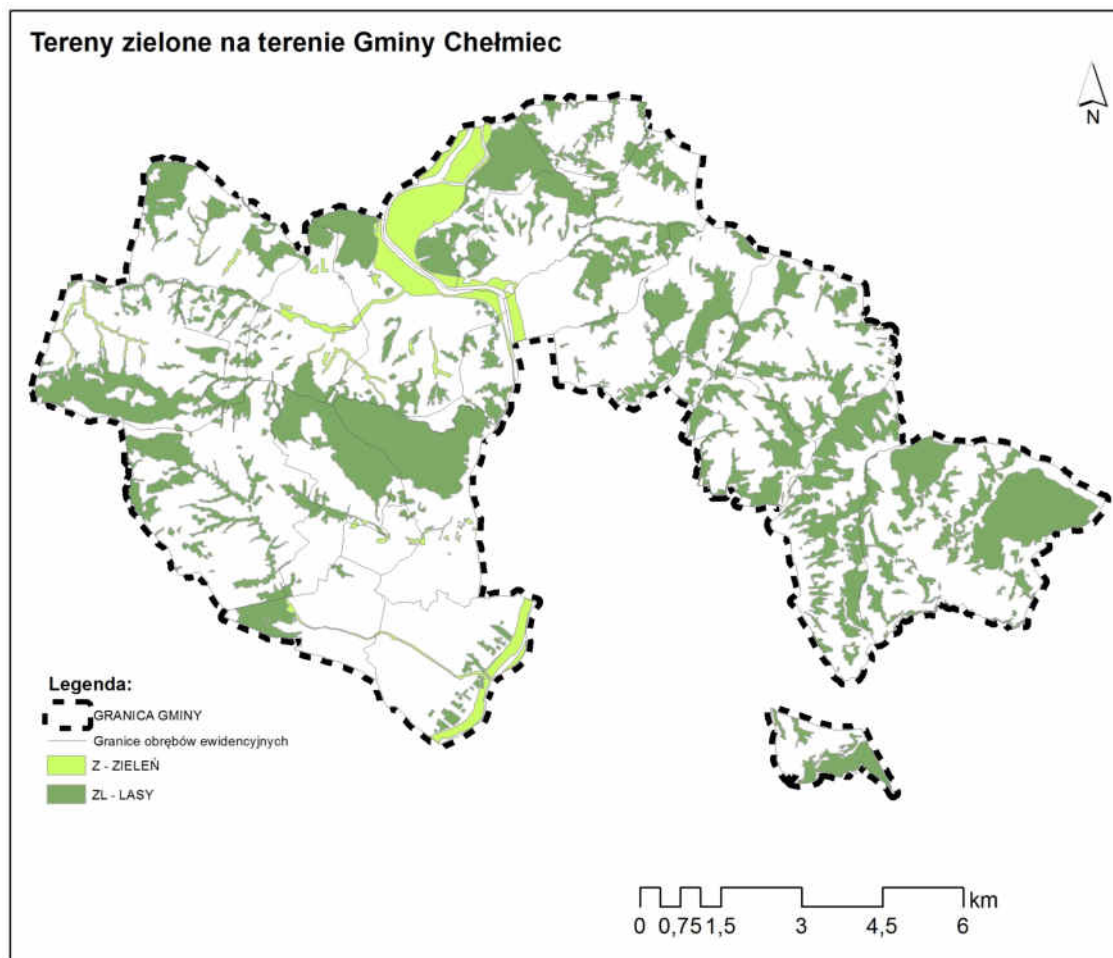 Tereny zielone na terenie Gminy Chełmiec
N
Legenda:
GRANICA GMINY
Granice obrębów ewidencyjnych
Z - ZIELEŃ
ZL - LASY
km
0 0,75 1,5 3 4,5 6